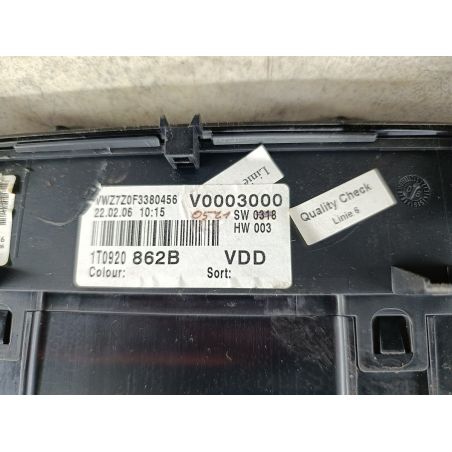 VWZ7Z0F3380456 V0003000
22.02.06 10:15 0521 SW 0318
HW 003
1T0920 862B VDD
Colour: Sort:
Linie
Quality Check
Linie 6